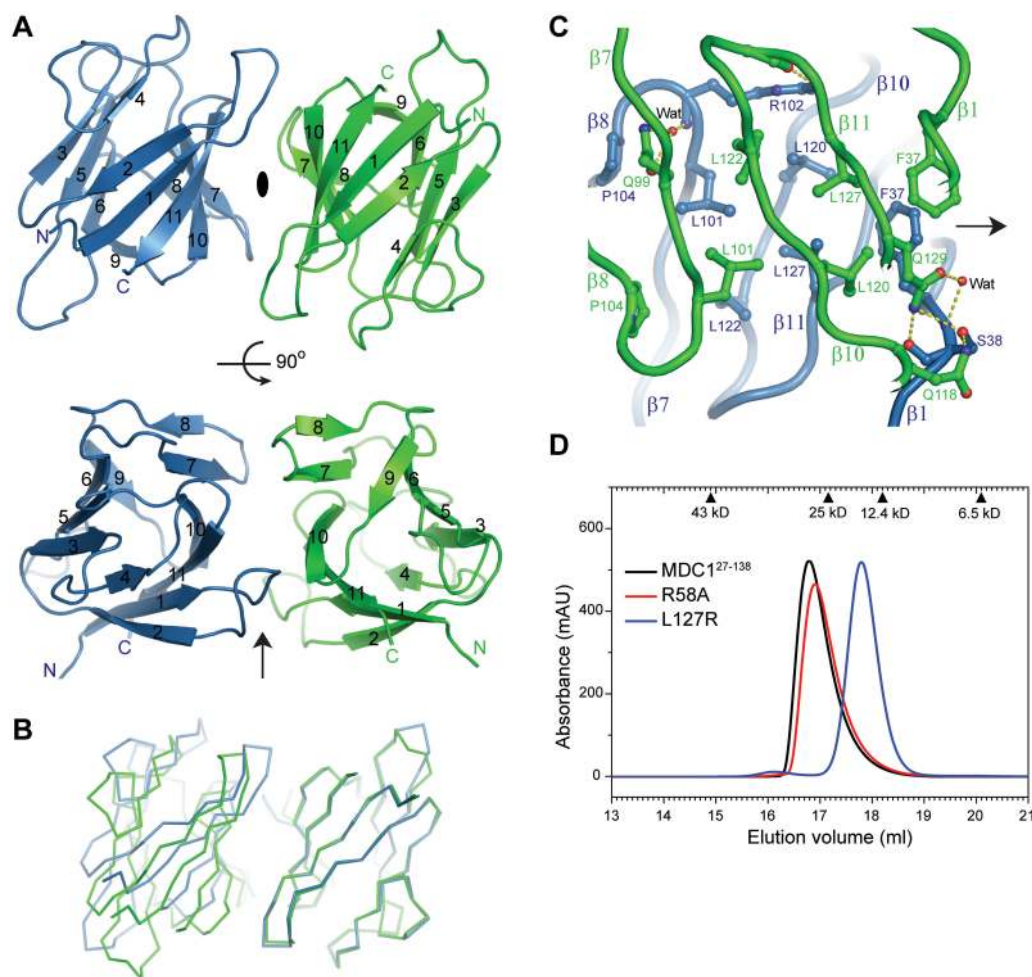 A
4
3
2
5
1
8
7
6
11
N
10
9
C
C
9
N
10
6
11
7
1
5
8
2
3
4
90°
8
8
7
7
9
6
9
6
5
5
10
3
3
10
4
4
11
11
1
1
2
2
N
C
C
N
B
C
β7
β10
R102
β8
Wat
β11
β1
L122
L120
F37
Q99
P104
L127
F37
L101
Q129
L101
β8
L127
L120
Wat
P104
L122
β11
S38
β10
Q118
β7
β1
D
43 kD
25 kD
12.4 kD
6.5 kD
600
MDC1²⁷⁻¹³⁸
R58A
L127R
400
200
0
Absorbance (mAU)
13 14 15 16 17 18 19 20 21
Elution volume (ml)